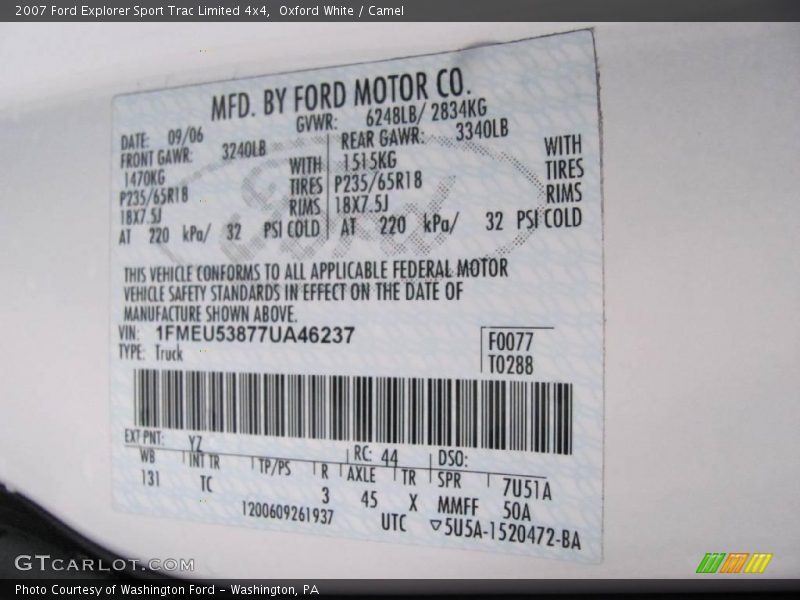 2007 Ford Explorer Sport Trac Limited 4x4,  Oxford White / Camel
MFD. BY FORD MOTOR CO.
DATE: 09/06 GVWR: 6248LB/ 2834KG
FRONT GAWR: 3240LB REAR GAWR: 3340LB
1470KG WITH 1515KG WITH
P235/65R18 TIRES P235/65R18 TIRES
18X7.5J RIMS 18X7.5J RIMS
AT 220 kPa/ 32 PSI COLD AT 220 kPa/ 32 PSI COLD
THIS VEHICLE CONFORMS TO ALL APPLICABLE FEDERAL MOTOR
VEHICLE SAFETY STANDARDS IN EFFECT ON THE DATE OF
MANUFACTURE SHOWN ABOVE.
VIN: 1FMEU53877UA46237
TYPE: Truck
F0077
T0288
EXT PNT: YZ RC: 44 DSO:
WB INT TR TP/PS R AXLE TR SPR 7U51A
131 TC 3 45 X MMFF 50A
1200609261937 UTC ▽5U5A-1520472-BA
Ford
GTCARLOT.COM
Photo Courtesy of Washington Ford - Washington, PA